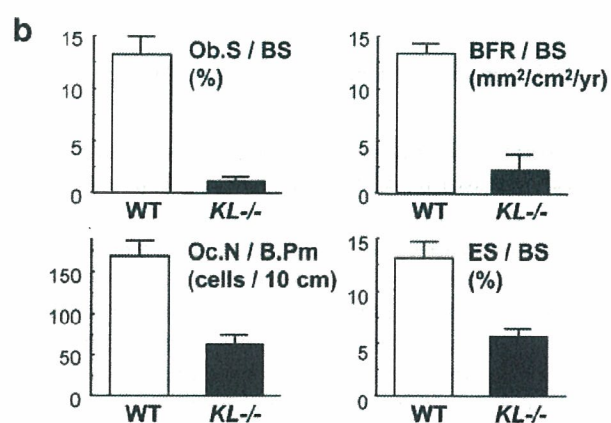 b
15
10
5
0
Ob.S / BS
(%)
WT KL-/-
15
10
5
0
BFR / BS
(mm²/cm²/yr)
WT KL-/-
150
100
50
0
Oc.N / B.Pm
(cells / 10 cm)
WT KL-/-
15
10
5
0
ES / BS
(%)
WT KL-/-